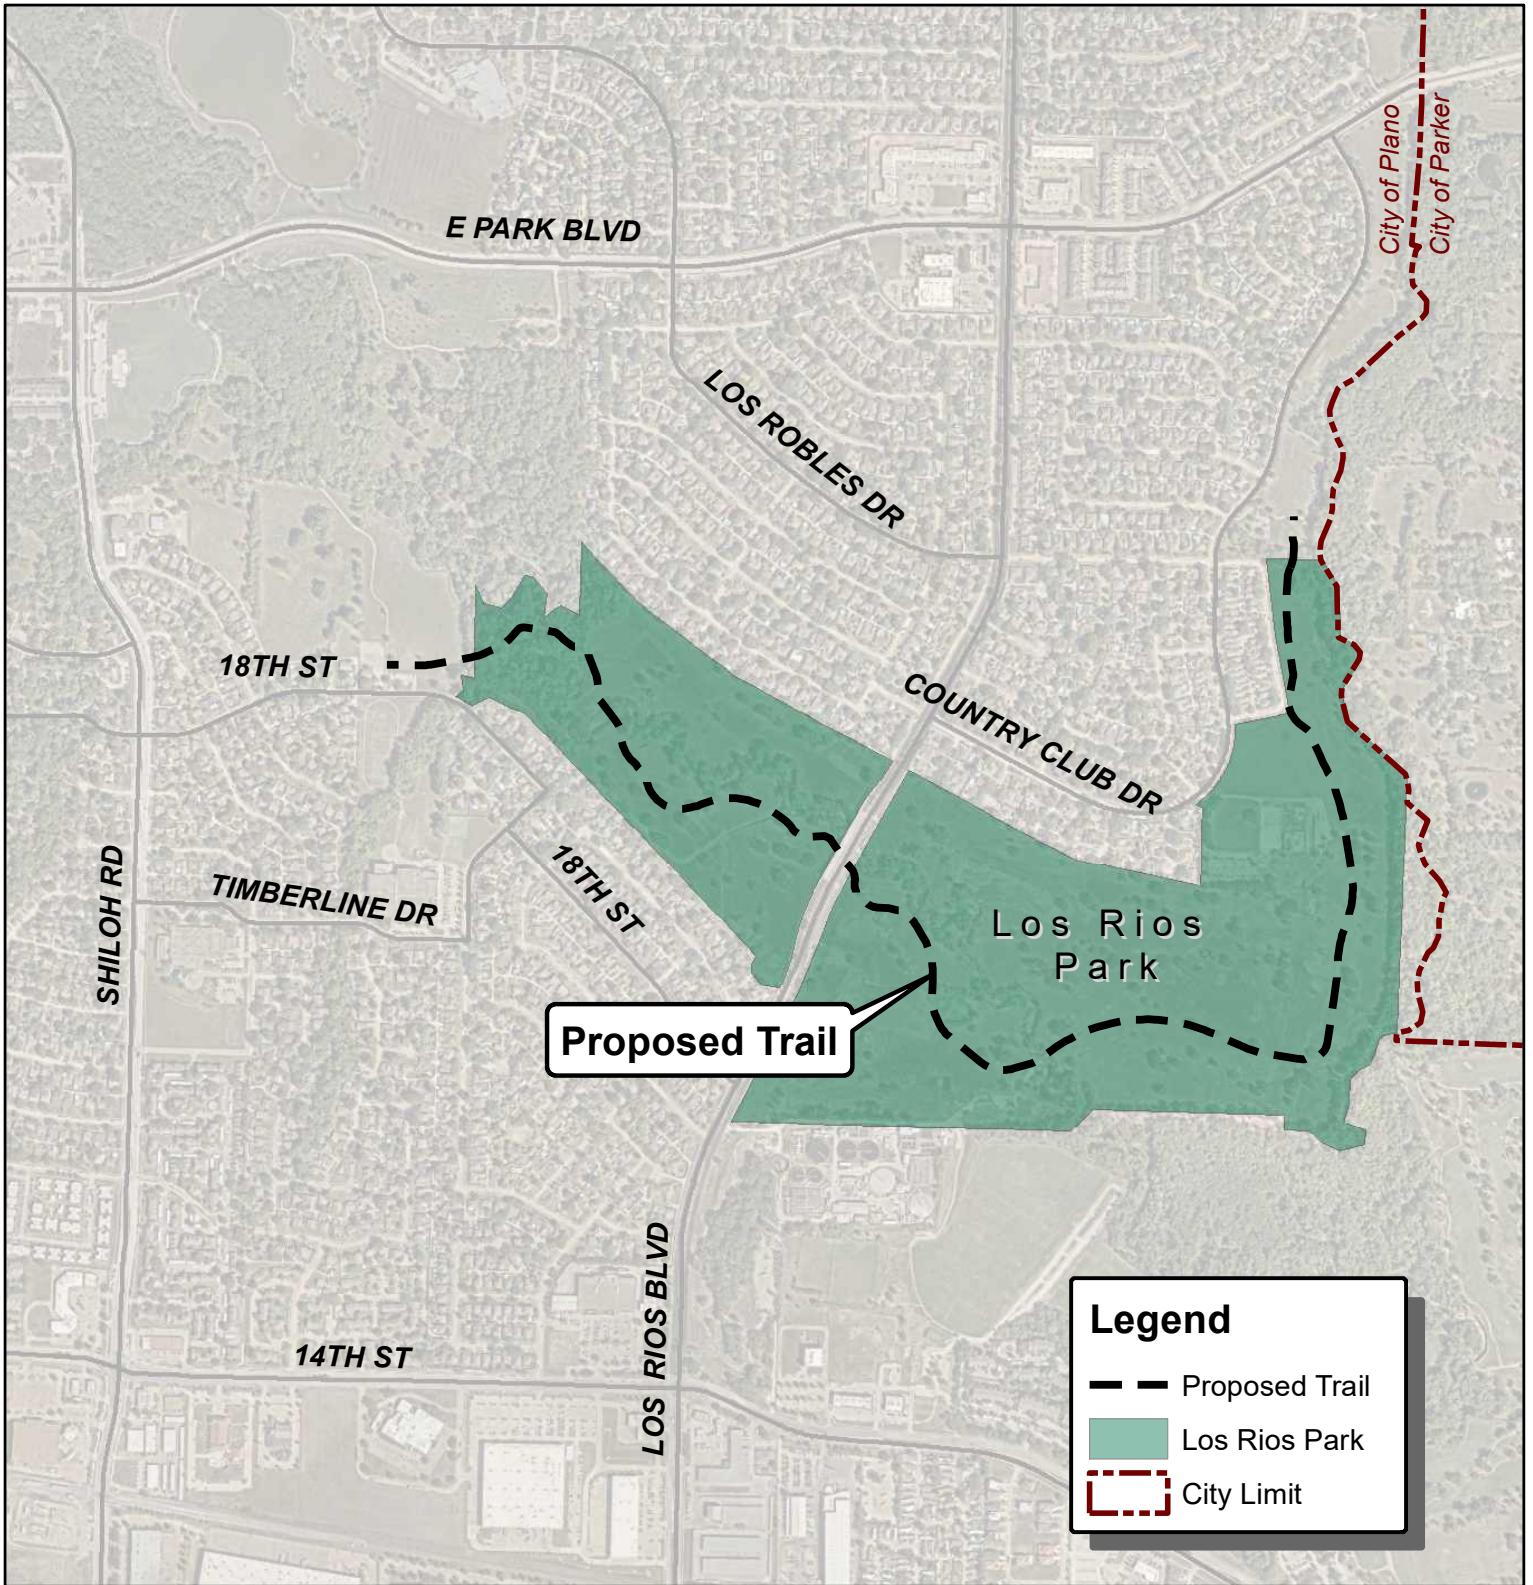 City of Plano
City of Parker
E PARK BLVD
LOS ROBLES DR
18TH ST
COUNTRY CLUB DR
SHILOH RD
TIMBERLINE DR
18TH ST
Los Rios
Park
Proposed Trail
LOS RIOS BLVD
14TH ST
Legend
Proposed Trail
Los Rios Park
City Limit